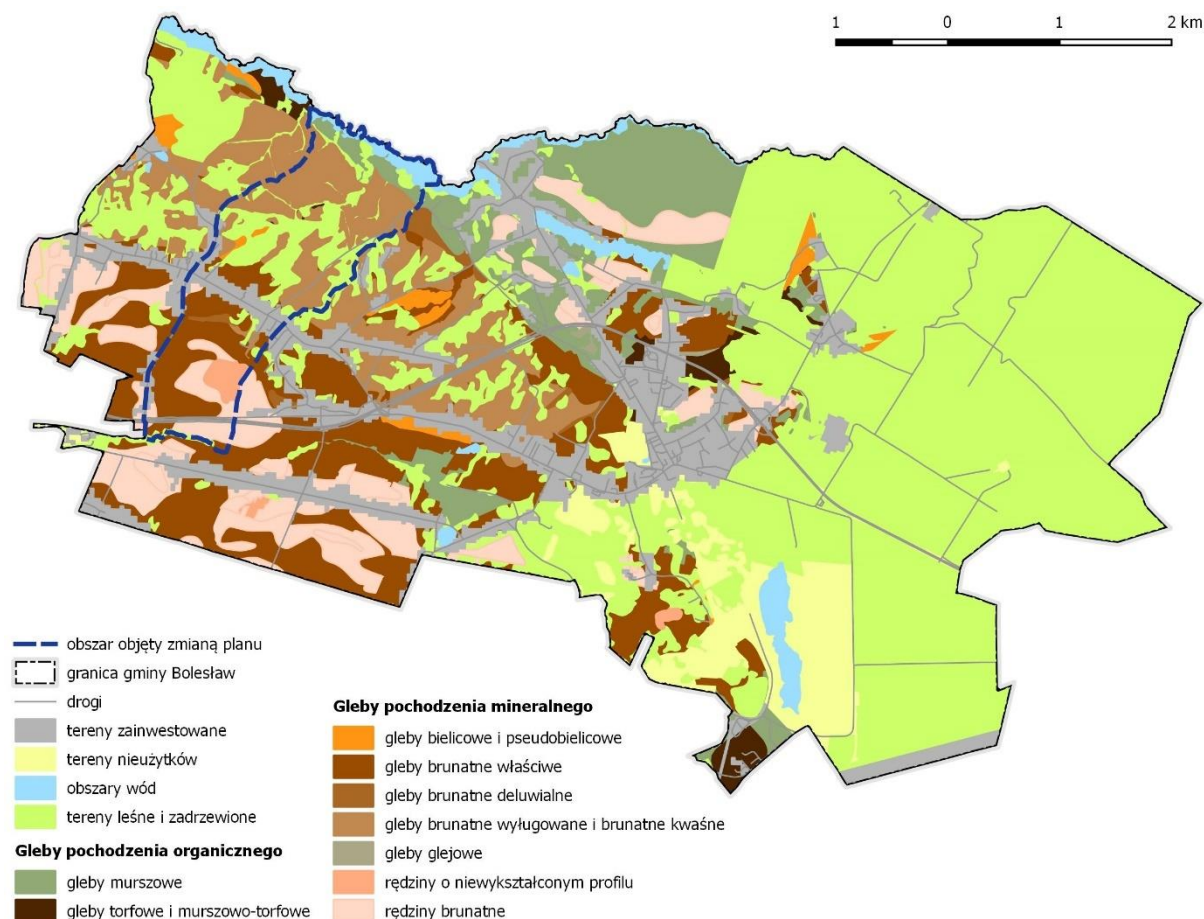 1 0 1 2 km
obszar objęty zmianą planu
granica gminy Bolesław
drogi
tereny zainwestowane
tereny nieużytków
obszary wód
tereny leśne i zadrzewione
Gleby pochodzenia organicznego
gleby murszowe
gleby torfowe i murszowo-torfowe
Gleby pochodzenia mineralnego
gleby bielicowe i pseudobielicowe
gleby brunatne właściwe
gleby brunatne deluwialne
gleby brunatne wyługowane i brunatne kwaśne
gleby glejowe
rędziny o niewykształconym profilu
rędziny brunatne